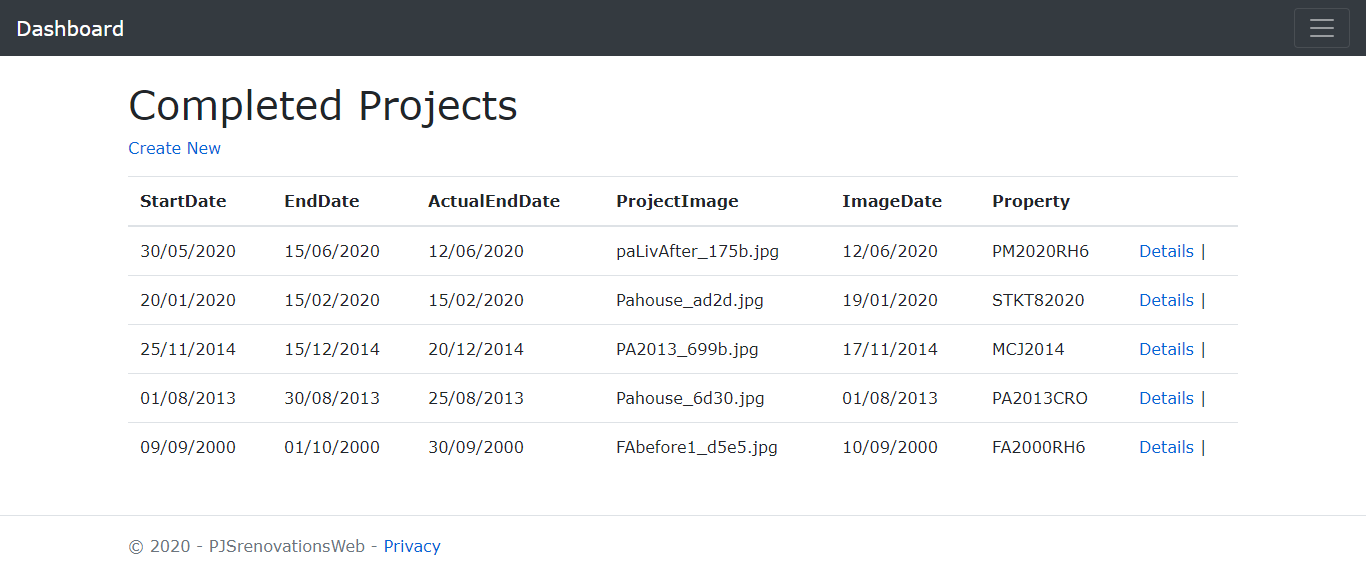 Dashboard
Completed Projects
Create New
StartDate EndDate ActualEndDate ProjectImage ImageDate Property
30/05/2020 15/06/2020 12/06/2020 paLivAfter_175b.jpg 12/06/2020 PM2020RH6 Details |
20/01/2020 15/02/2020 15/02/2020 Pahouse_ad2d.jpg 19/01/2020 STKT82020 Details |
25/11/2014 15/12/2014 20/12/2014 PA2013_699b.jpg 17/11/2014 MCJ2014 Details |
01/08/2013 30/08/2013 25/08/2013 Pahouse_6d30.jpg 01/08/2013 PA2013CRO Details |
09/09/2000 01/10/2000 30/09/2000 FAbefore1_d5e5.jpg 10/09/2000 FA2000RH6 Details |
© 2020 - PJSrenovationsWeb - Privacy